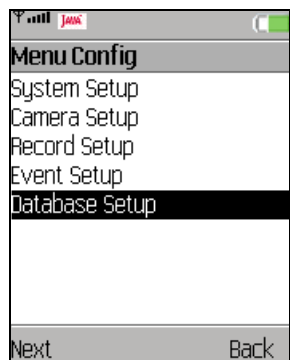 JAVA
Menu Config
System Setup
Camera Setup
Record Setup
Event Setup
Database Setup
Next Back